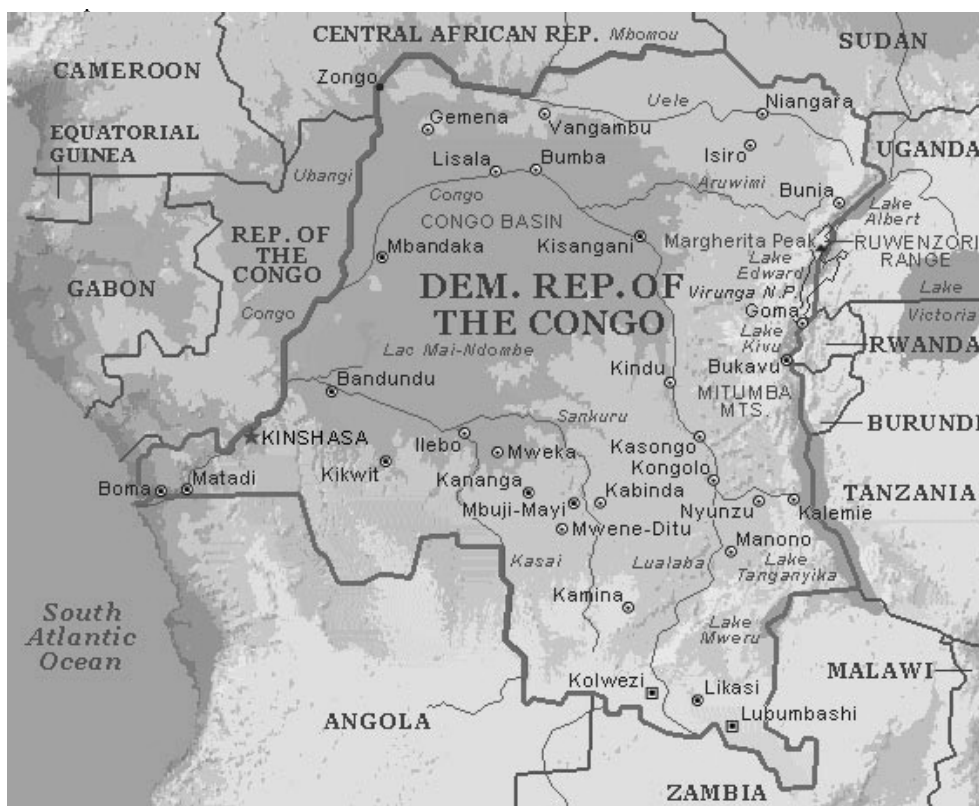 CENTRAL AFRICAN REP.
Mbomou
SUDAN
CAMEROON
Zongo
Uele
Niangara
EQUATORIAL
GUINEA
Gemena
Vangambu
Isiro
UGANDA
Ubangi
Lisala
Bumba
Aruwimi
Bunia
Lake
Albert
Congo
CONGO BASIN
REP. OF
THE
CONGO
Mbandaka
Kisangani
Margherita Peak
RUWENZORI
RANGE
Lake
Edward
GABON
DEM. REP. OF
THE CONGO
Virunga N.P.
Lake
Victoria
Congo
Goma
Lake
Kivu
RWANDA
Lac Mai-Ndombe
Bandundu
Kindu
Bukavu
MITUMBA
MTS.
BURUNDI
Sankuru
KINSHASA
Ilebo
Mweka
Kasongo
Kikwit
Kongolo
Boma
Matadi
Kananga
Kabinda
TANZANIA
Mbuji-Mayi
Nyunzu
Kalemie
Mwene-Ditu
Manono
Kasai
Lualaba
Lake
Tanganyika
Kamina
South
Atlantic
Ocean
Lake
Mweru
MALAWI
Kolwezi
Likasi
ANGOLA
Lubumbashi
ZAMBIA